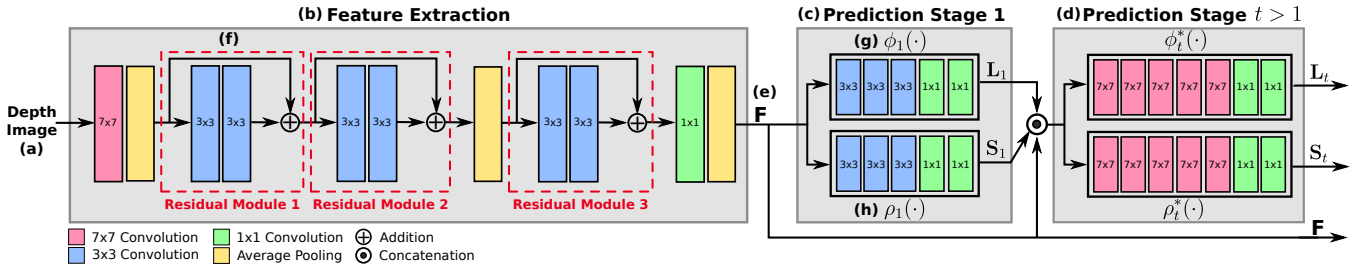 (b) Feature Extraction
(c) Prediction Stage 1
(d) Prediction Stage t > 1
(f)
(g) ϕ₁(·)
ϕ*ₜ(·)
Depth Image (a)
7x7
3x3 3x3
3x3 3x3
3x3 3x3
1x1
(e)
F
3x3 3x3 3x3 1x1 1x1
L₁
7x7 7x7 7x7 7x7 7x7 1x1 1x1
Lₜ
3x3 3x3 3x3 1x1 1x1
S₁
7x7 7x7 7x7 7x7 7x7 1x1 1x1
Sₜ
Residual Module 1
Residual Module 2
Residual Module 3
(h) ρ₁(·)
ρ*ₜ(·)
F
7x7 Convolution
1x1 Convolution
Addition
3x3 Convolution
Average Pooling
Concatenation